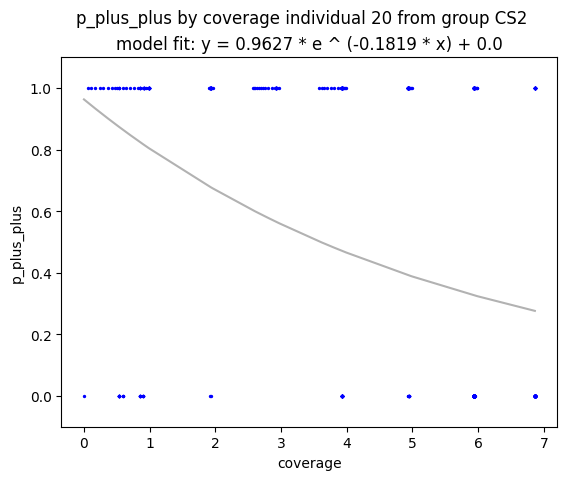 p_plus_plus by coverage individual 20 from group CS2
model fit: y = 0.9627 * e ^ (-0.1819 * x) + 0.0
1.0
0.8
0.6
0.4
0.2
0.0
p_plus_plus
0 1 2 3 4 5 6 7
coverage